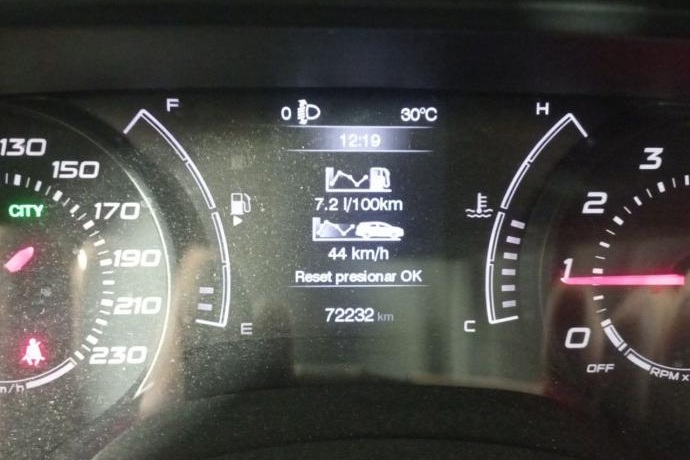 F
0 30°C
H
12:19
7.2 l/100km
44 km/h
Reset presionar OK
72232 km
E
C
130
150
CITY
170
190
210
230
3
2
1
0
OFF
RPM x